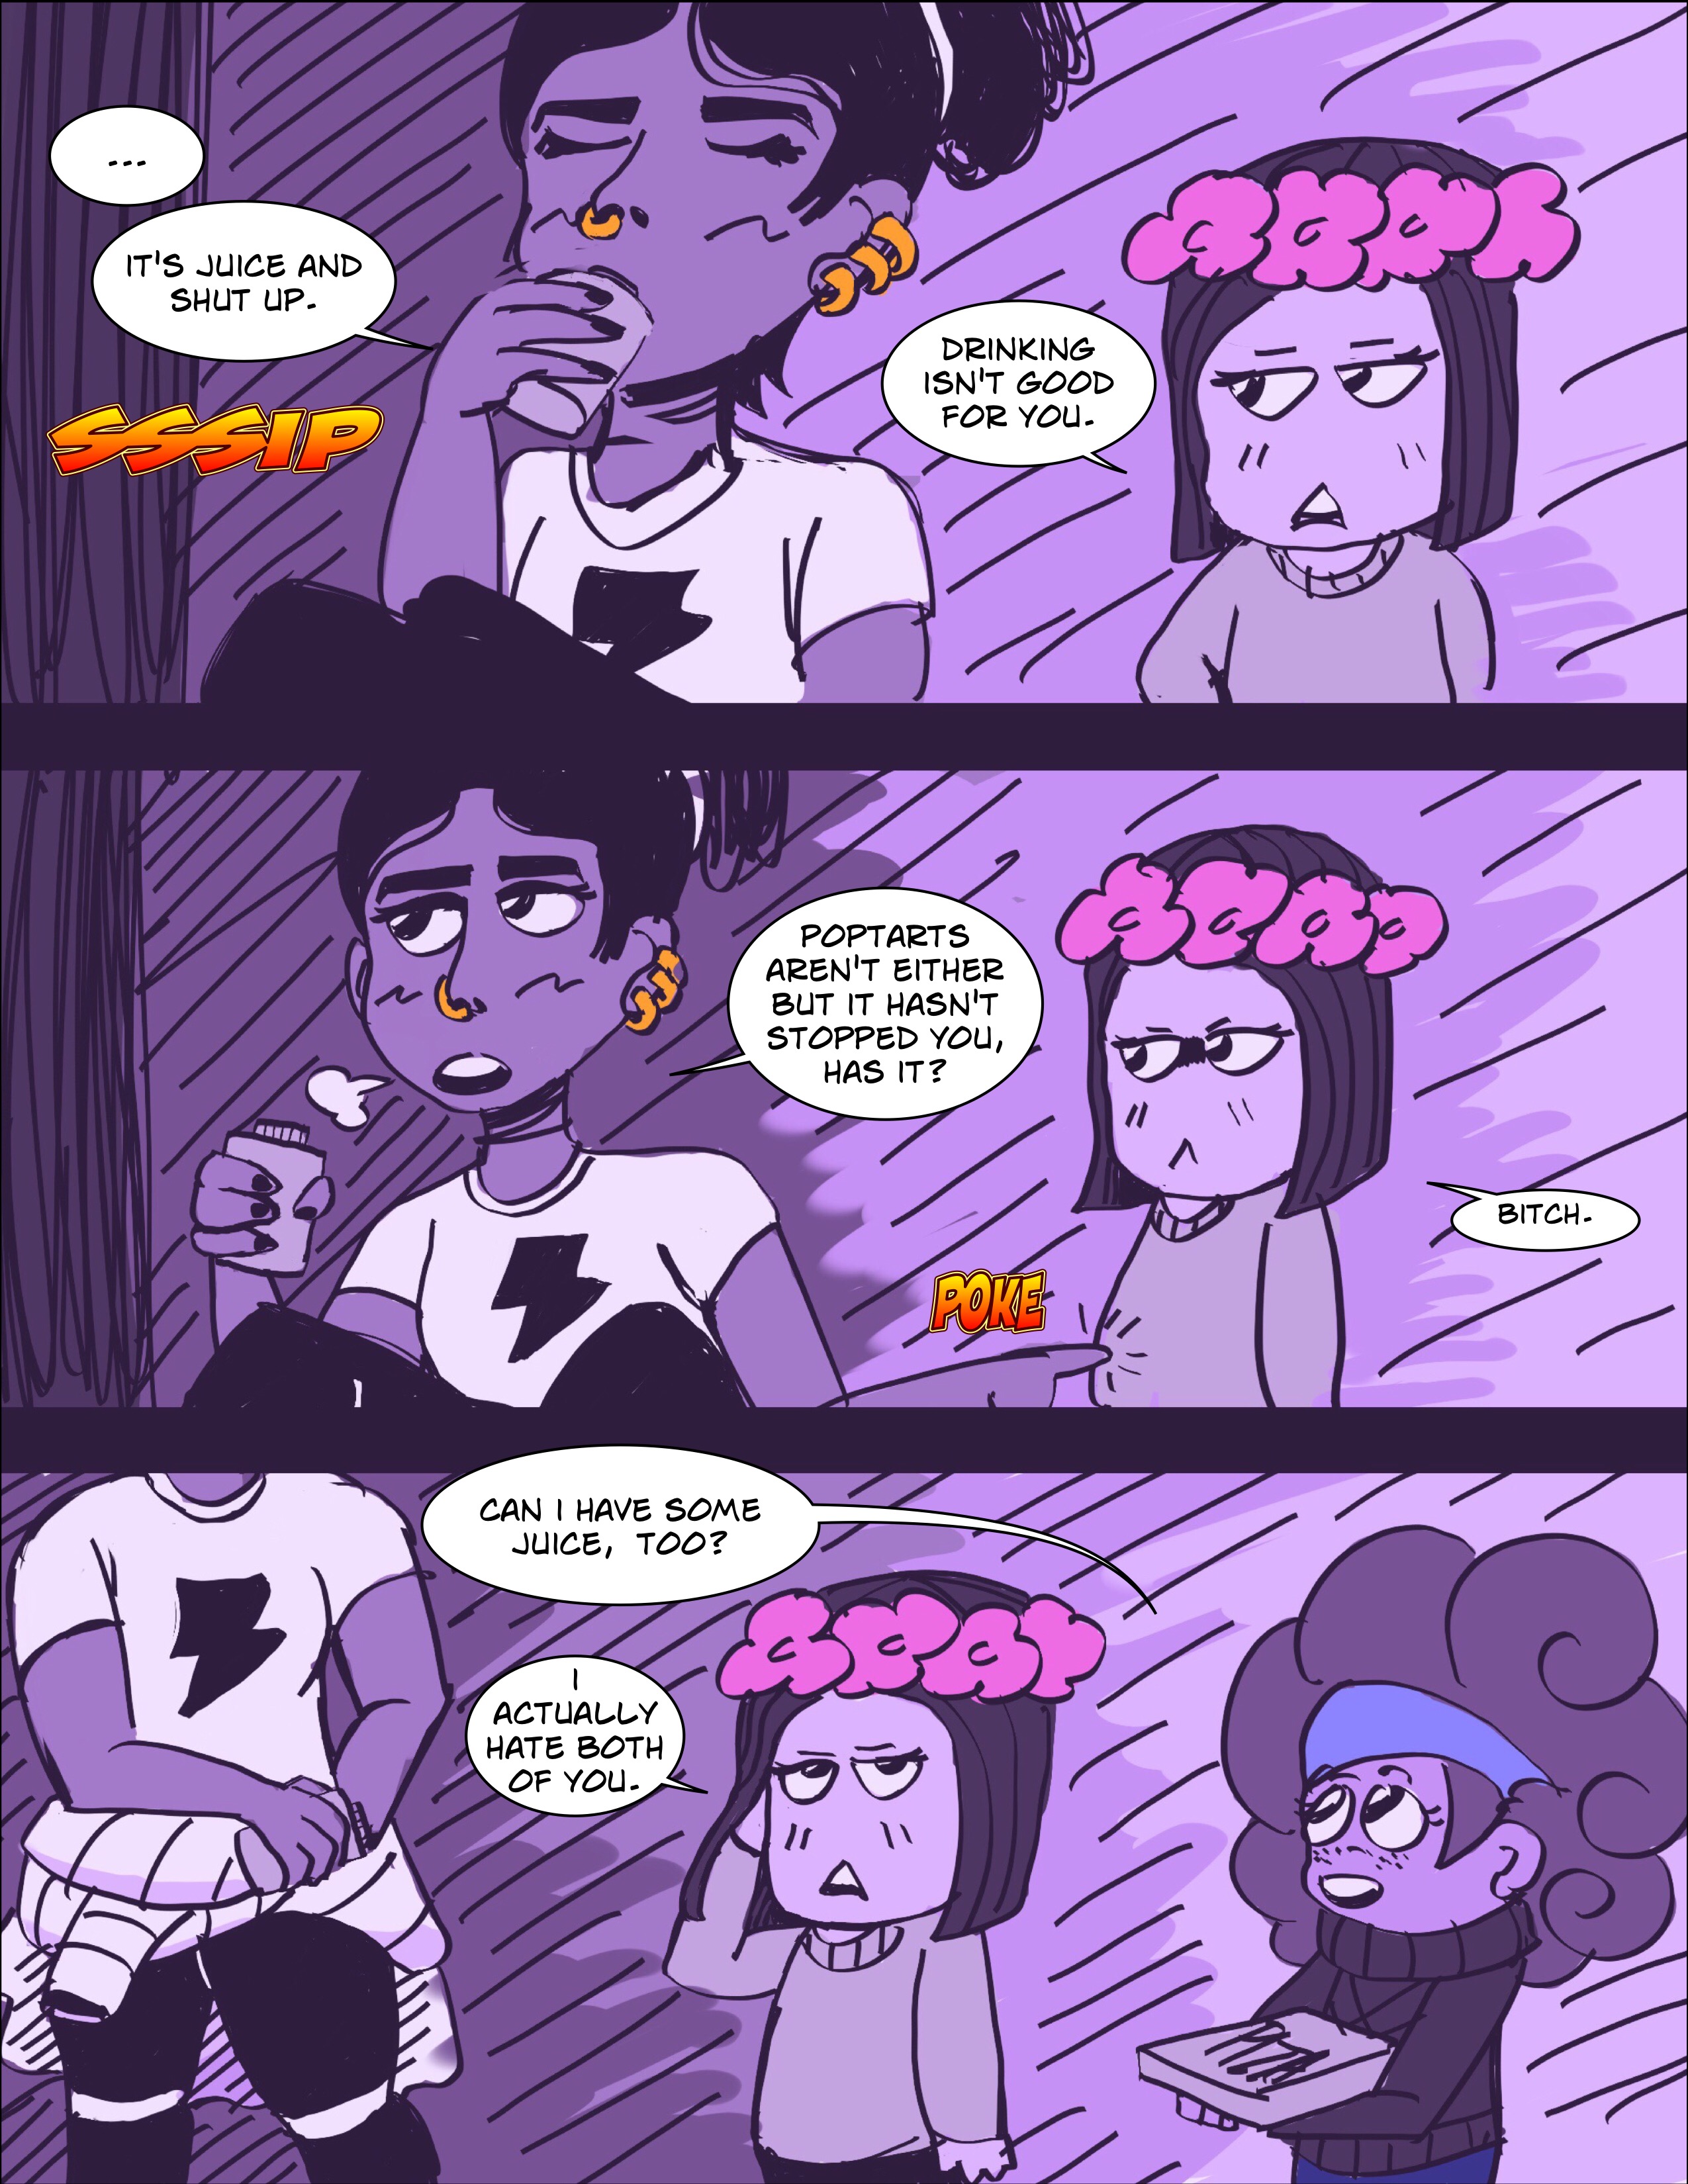 ...
IT'S JUICE AND
SHUT UP.
SSSIP
DRINKING
ISN'T GOOD
FOR YOU.
POPTARTS
AREN'T EITHER
BUT IT HASN'T
STOPPED YOU,
HAS IT?
BITCH.
POKE
CAN I HAVE SOME
JUICE, TOO?
I
ACTUALLY
HATE BOTH
OF YOU.